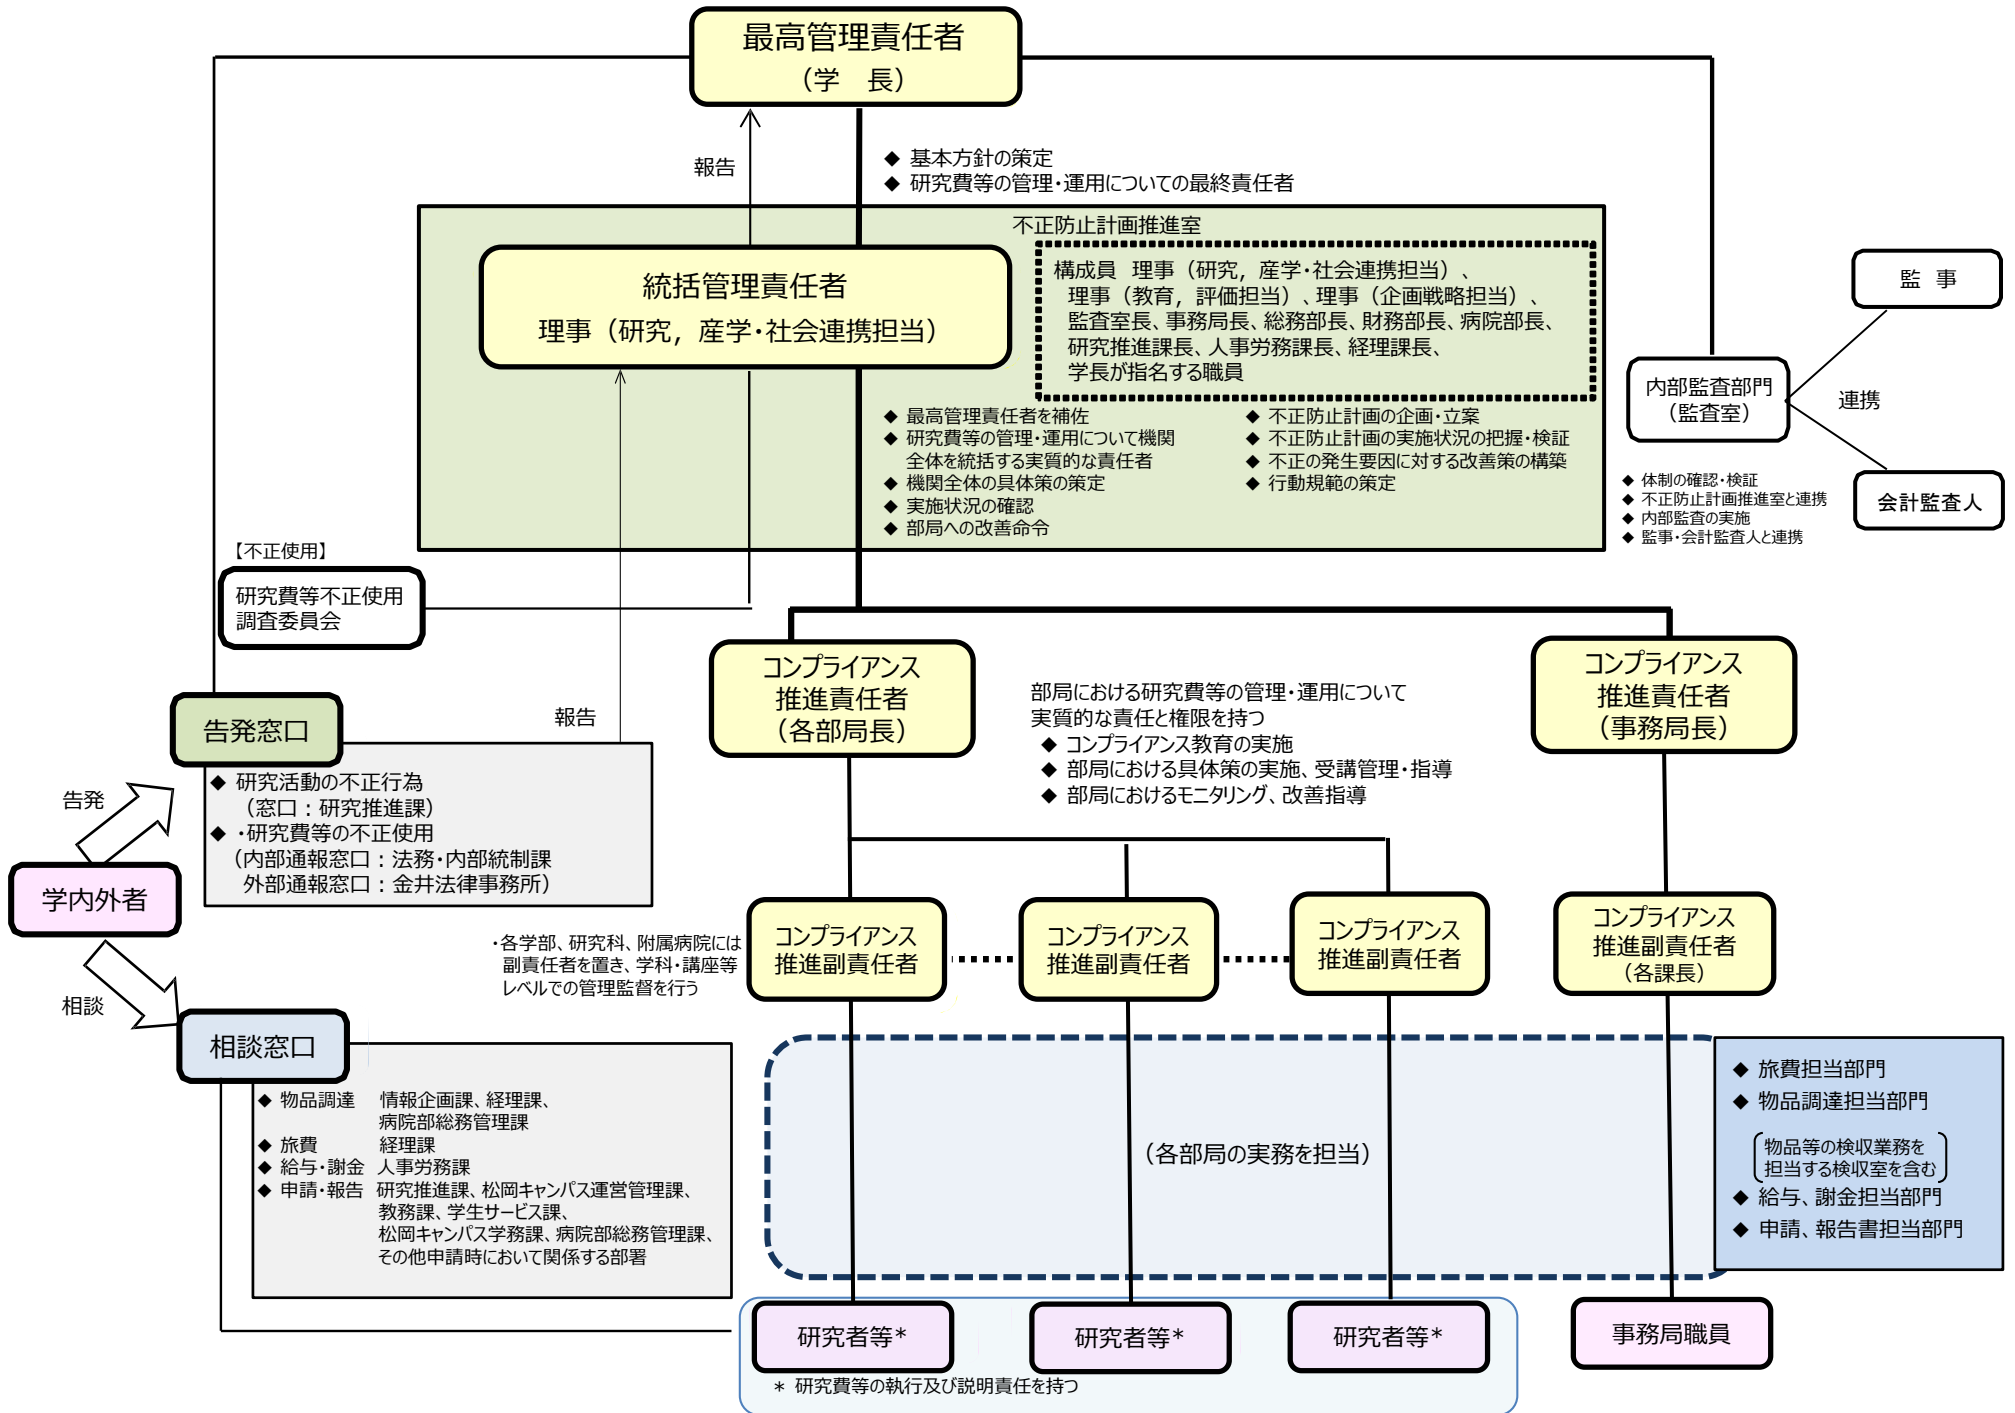 最高管理責任者
（学　長）
報告
◆ 基本方針の策定
◆ 研究費等の管理・運用についての最終責任者
不正防止計画推進室
統括管理責任者
理事（研究，産学・社会連携担当）
構成員 理事（研究，産学・社会連携担当）、
理事（教育，評価担当）、理事（企画戦略担当）、
監査室長、事務局長、総務部長、財務部長、病院部長、
研究推進課長、人事労務課長、経理課長、
学長が指名する職員
◆ 最高管理責任者を補佐
◆ 研究費等の管理・運用について機関
全体を統括する実質的な責任者
◆ 機関全体の具体策の策定
◆ 実施状況の確認
◆ 部局への改善命令
◆ 不正防止計画の企画・立案
◆ 不正防止計画の実施状況の把握・検証
◆ 不正の発生要因に対する改善策の構築
◆ 行動規範の策定
監　事
内部監査部門
（監査室）
連携
会計監査人
◆ 体制の確認・検証
◆ 不正防止計画推進室と連携
◆ 内部監査の実施
◆ 監事・会計監査人と連携
【不正使用】
研究費等不正使用
調査委員会
コンプライアンス
推進責任者
（各部局長）
部局における研究費等の管理・運用について
実質的な責任と権限を持つ
◆ コンプライアンス教育の実施
◆ 部局における具体策の実施、受講管理・指導
◆ 部局におけるモニタリング、改善指導
コンプライアンス
推進責任者
（事務局長）
告発窓口
報告
◆ 研究活動の不正行為
（窓口：研究推進課）
◆ ・研究費等の不正使用
（内部通報窓口：法務・内部統制課
外部通報窓口：金井法律事務所）
告発
学内外者
相談
・各学部、研究科、附属病院には
副責任者を置き、学科・講座等
レベルでの管理監督を行う
コンプライアンス
推進副責任者
コンプライアンス
推進副責任者
コンプライアンス
推進副責任者
コンプライアンス
推進副責任者
（各課長）
相談窓口
◆ 物品調達　情報企画課、経理課、
病院部総務管理課
◆ 旅費　経理課
◆ 給与・謝金　人事労務課
◆ 申請・報告　研究推進課、松岡キャンパス運営管理課、
教務課、学生サービス課、
松岡キャンパス学務課、病院部総務管理課、
その他申請時において関係する部署
（各部局の実務を担当）
◆ 旅費担当部門
◆ 物品調達担当部門
物品等の検収業務を
担当する検収室を含む
◆ 給与、謝金担当部門
◆ 申請、報告書担当部門
研究者等*
研究者等*
研究者等*
事務局職員
* 研究費等の執行及び説明責任を持つ